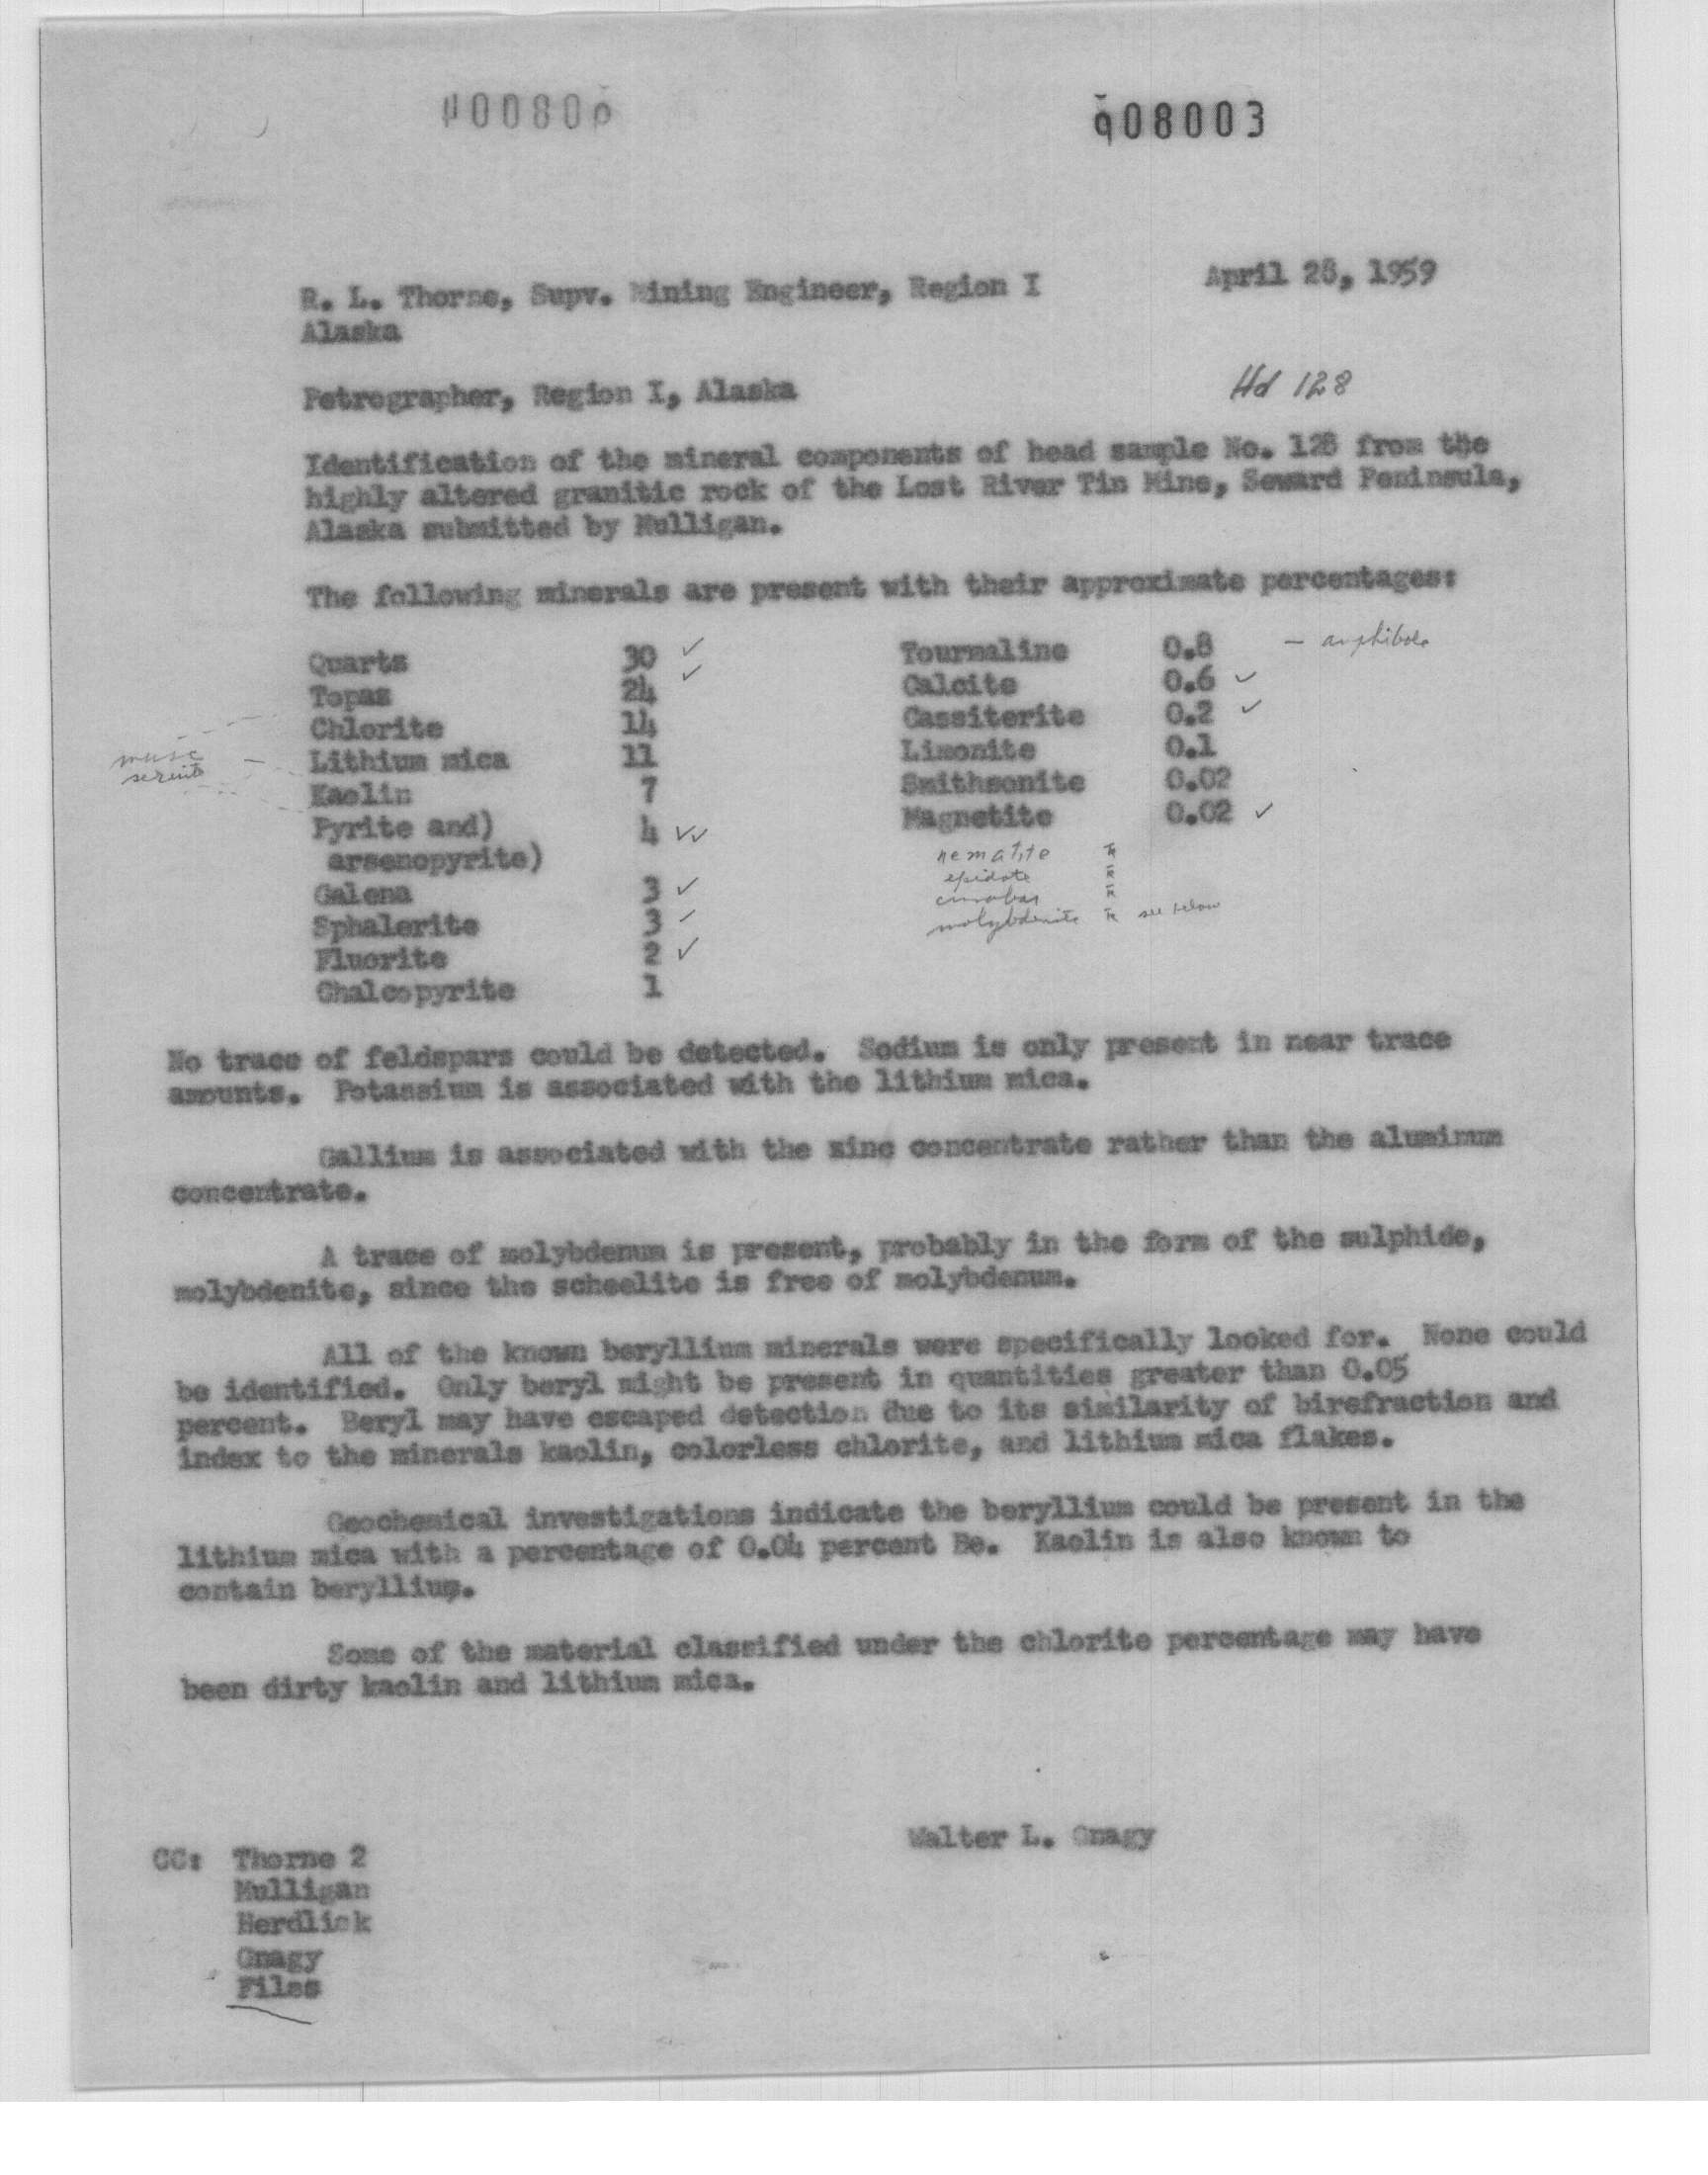 908003
R. L. Thorne, Supv. Mining Engineer, Region I April 28, 1959
Alaska
Petrographer, Region I, Alaska Hd 128
Identification of the mineral components of head sample No. 128 from the
highly altered granitic rock of the Lost River Tin Mine, Seward Peninsula,
Alaska submitted by Mulligan.
The following minerals are present with their approximate percentages:
Quartz 30 ✓ Tourmaline 0.8 — amphibole
Topaz 24 ✓ Calcite 0.6 ✓
Chlorite 14 Cassiterite 0.2 ✓
musc
sericite
Lithium mica 11 Limonite 0.1
Kaolin 7 Smithsonite 0.02
Pyrite and) 4 ✓✓ Magnetite 0.02 ✓
arsenopyrite) hematite Tr
epidote Tr
Galena 3 ✓ cinnabar Tr
Sphalerite 3 ✓ molybdenite Tr see below
Fluorite 2 ✓
Chalcopyrite 1
No trace of feldspars could be detected. Sodium is only present in near trace
amounts. Potassium is associated with the lithium mica.
Gallium is associated with the zinc concentrate rather than the aluminum
concentrate.
A trace of molybdenum is present, probably in the form of the sulphide,
molybdenite, since the scheelite is free of molybdenum.
All of the known beryllium minerals were specifically looked for. None could
be identified. Only beryl might be present in quantities greater than 0.05
percent. Beryl may have escaped detection due to its similarity of birefraction and
index to the minerals kaolin, colorless chlorite, and lithium mica flakes.
Geochemical investigations indicate the beryllium could be present in the
lithium mica with a percentage of 0.04 percent Be. Kaolin is also known to
contain beryllium.
Some of the material classified under the chlorite percentage may have
been dirty kaolin and lithium mica.
Walter L. Gnagy
CC: Thorne 2
Mulligan
Herdlick
Gnagy
Files